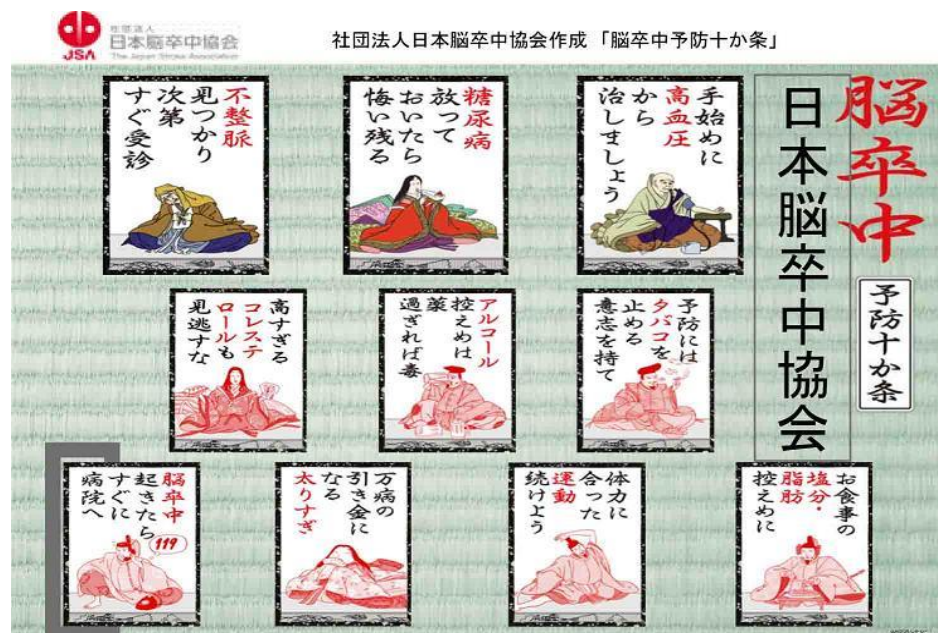 JSA
社団法人
日本脳卒中協会
The Japan Stroke Association
社団法人日本脳卒中協会作成 「脳卒中予防十か条」
脳卒中
予防十か条
日本脳卒中協会
手始めに
高血圧
から
治しましょう
糖尿病
放って
おいたら
悔い残る
不整脈
見つかり
次第
すぐ受診
予防には
タバコを
止める
意志を持て
アルコール
控えめは
薬
過ぎれば毒
高すぎる
コレステ
ロールも
見逃すな
お食事の
塩分・
脂肪
控えめに
体力に
合った
運動
続けよう
万病の
引き金に
なる
太りすぎ
脳卒中
起きたら
すぐに
病院へ
119